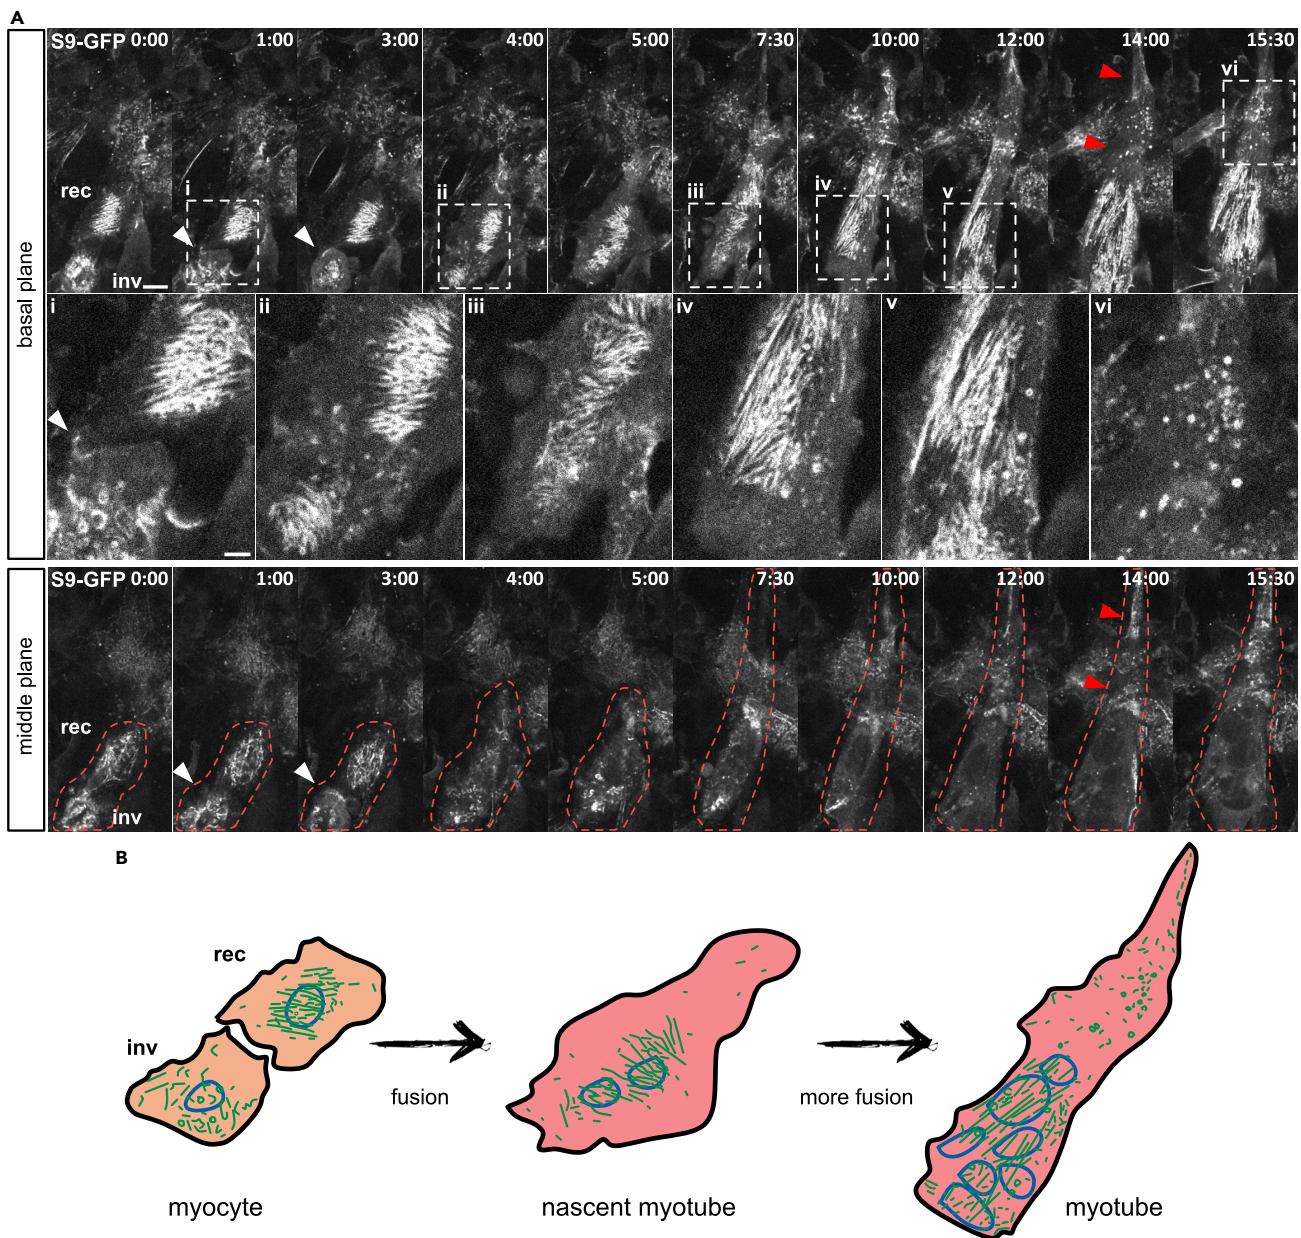 A
basal plane
S9-GFP 0:00 1:00 3:00 4:00 5:00 7:30 10:00 12:00 14:00 15:30
vi
rec i ii iii iv v
inv
i ii iii iv v vi
middle plane
S9-GFP 0:00 1:00 3:00 4:00 5:00 7:30 10:00 12:00 14:00 15:30
rec
inv
B
rec
inv
fusion more fusion
myocyte nascent myotube myotube